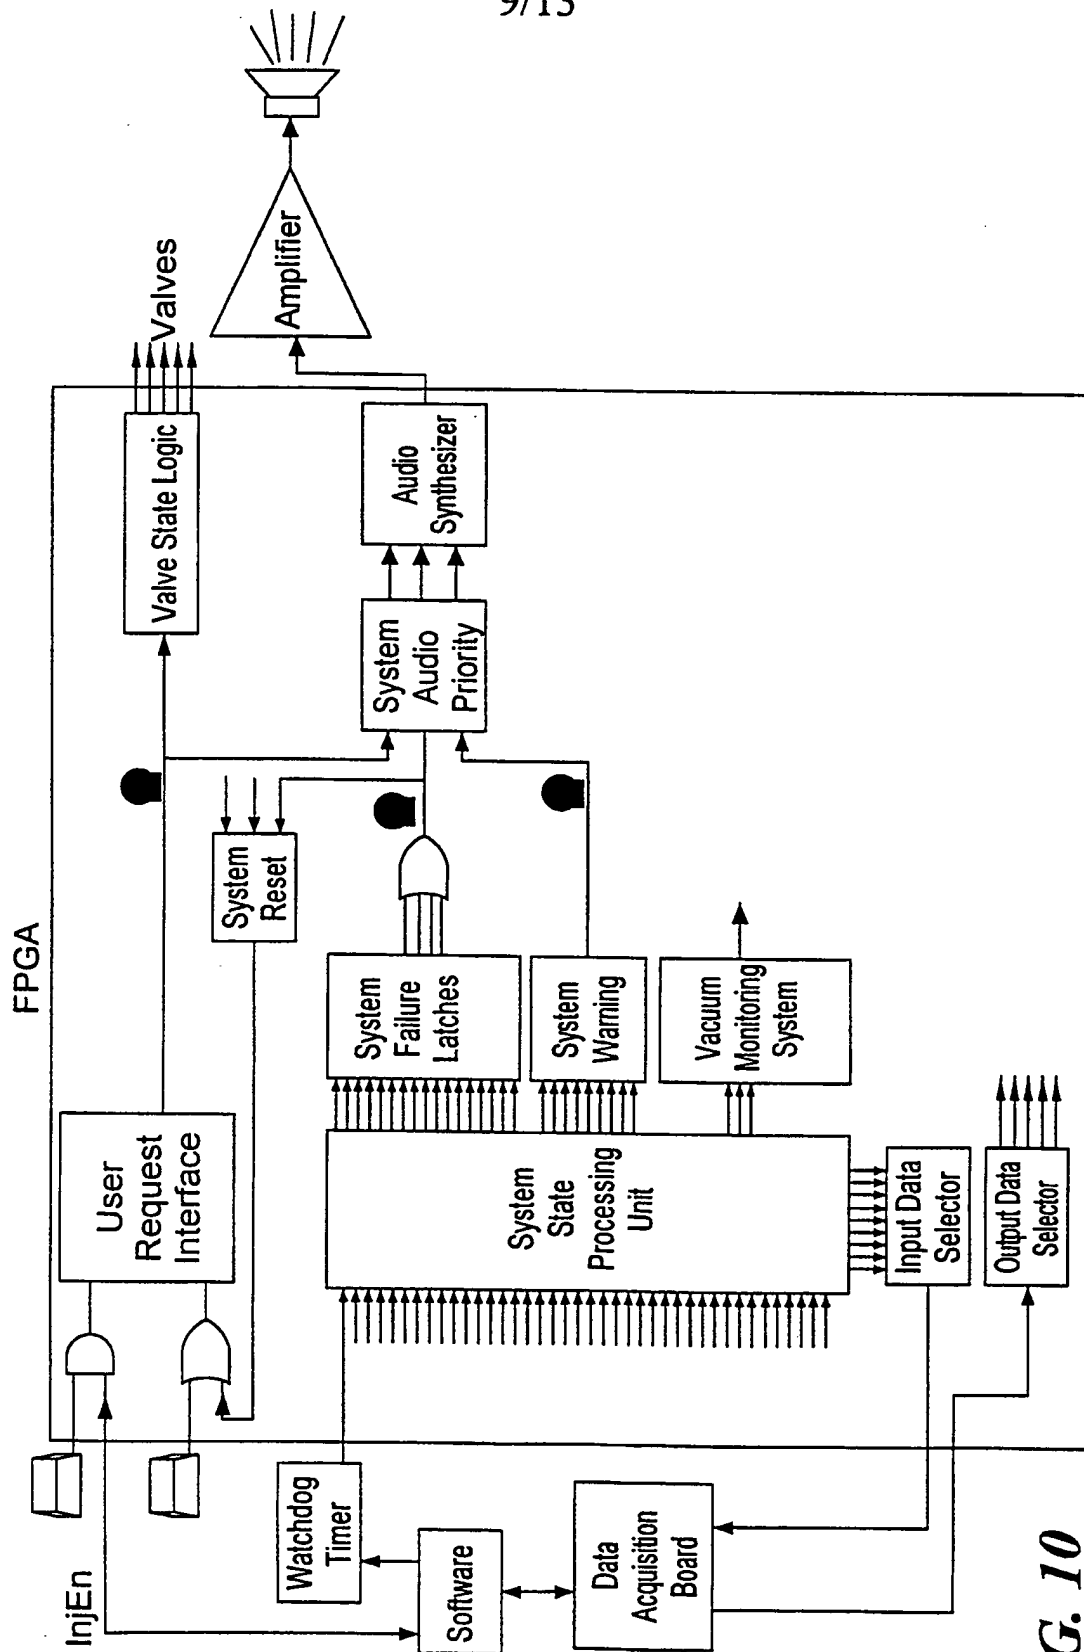 9/13
FPGA
InjEn
User
Request
Interface
Valve State Logic
Valves
System
Reset
Watchdog
Timer
Software
Data
Acquisition
Board
System
State
Processing
Unit
System
Failure
Latches
System
Warning
Vacuum
Monitoring
System
System
Audio
Priority
Audio
Synthesizer
Amplifier
Input Data
Selector
Output Data
Selector
G. 10